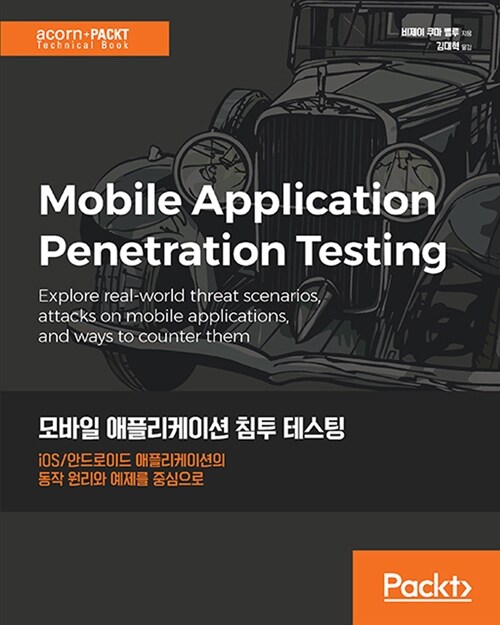 acorn+PACKT
Technical Book
비제이 쿠마 벨루 지음
김대혁 옮김
Mobile Application
Penetration Testing
Explore real-world threat scenarios,
attacks on mobile applications,
and ways to counter them
모바일 애플리케이션 침투 테스팅
iOS/안드로이드 애플리케이션의
동작 원리와 예제를 중심으로
Packt>